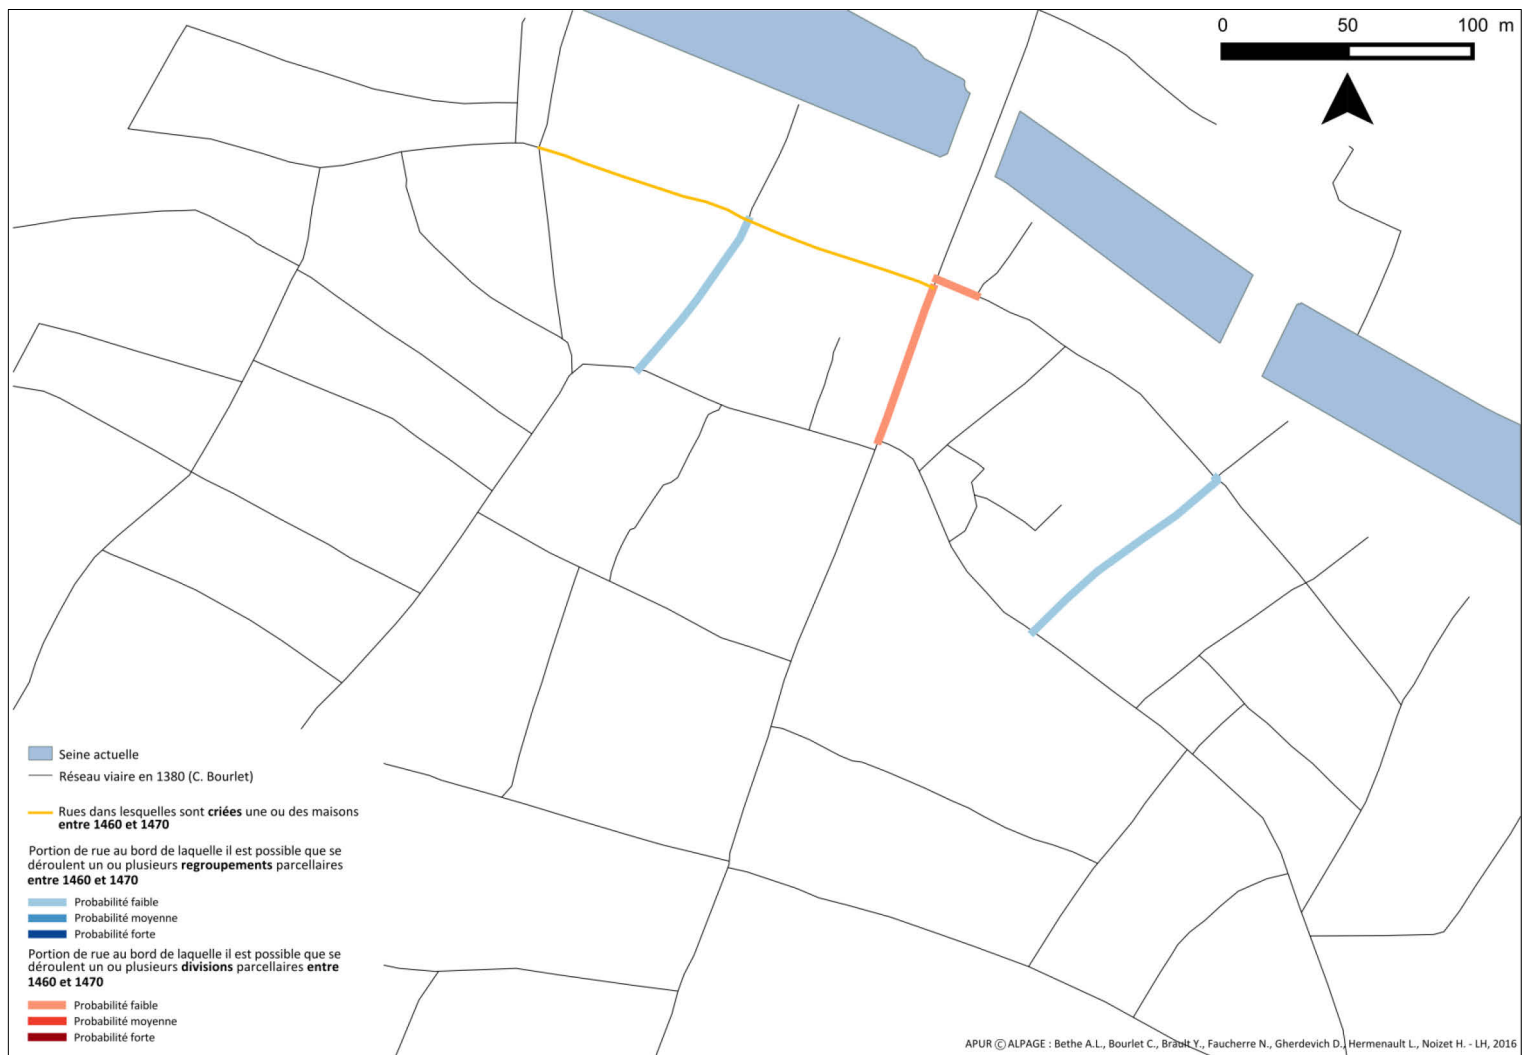 0 50 100 m
Seine actuelle
Réseau viaire en 1380 (C. Bourlet)
Rues dans lesquelles sont criées une ou des maisons
entre 1460 et 1470
Portion de rue au bord de laquelle il est possible que se
déroulent un ou plusieurs regroupements parcellaires
entre 1460 et 1470
Probabilité faible
Probabilité moyenne
Probabilité forte
Portion de rue au bord de laquelle il est possible que se
déroulent un ou plusieurs divisions parcellaires entre
1460 et 1470
Probabilité faible
Probabilité moyenne
Probabilité forte
APUR © ALPAGE : Bethe A.L., Bourlet C., Brault Y., Faucherre N., Gherdevich D., Hermenault L., Noizet H. - LH, 2016